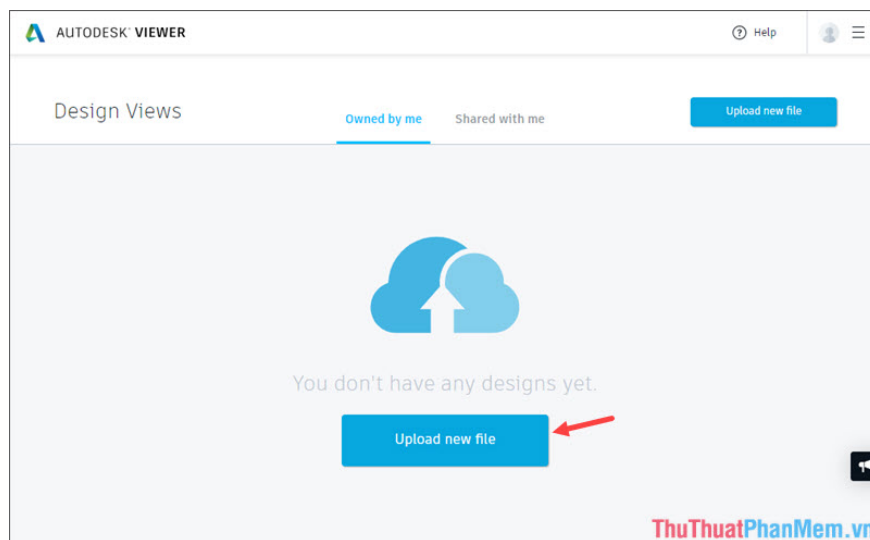 AUTODESK® VIEWER
Help
Design Views
Owned by me
Shared with me
Upload new file
You don't have any designs yet.
Upload new file
ThuThuatPhanMem.vn